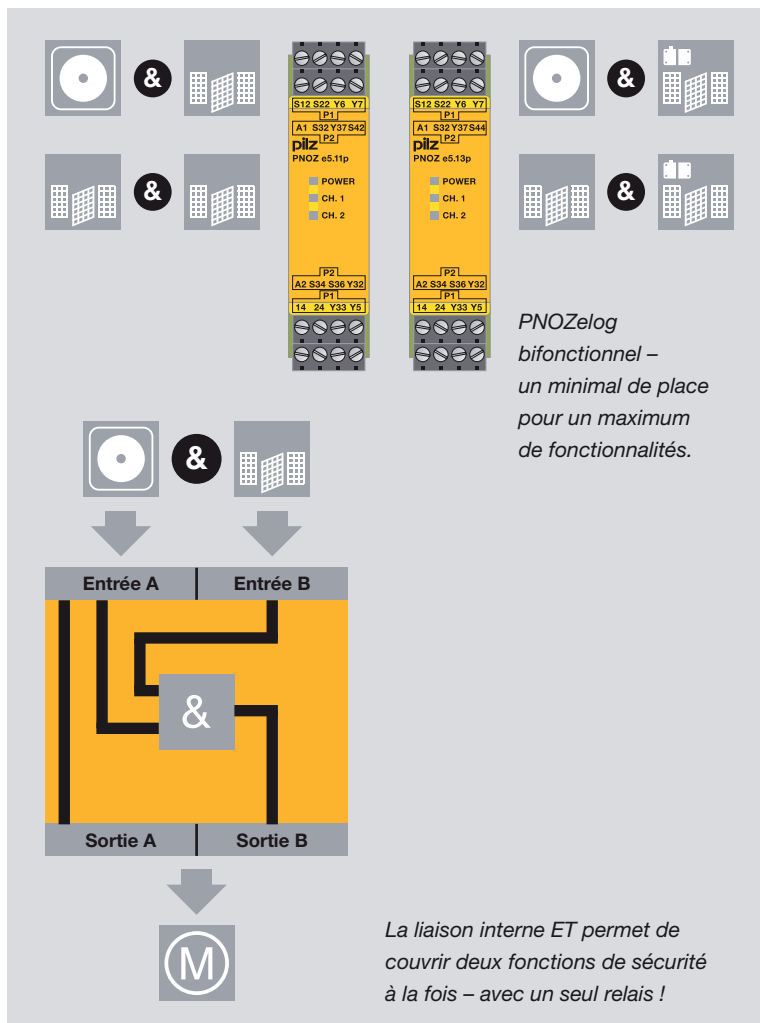 &
&
S12 S22 Y6 Y7
P1
A1 S32 Y37 S42
P2
pilz
PNOZ e5.11p
POWER
CH. 1
CH. 2
P2
A2 S34 S36 Y32
P1
14 24 Y33 Y5
S12 S22 Y6 Y7
P1
A1 S32 Y37 S44
P2
pilz
PNOZ e5.13p
POWER
CH. 1
CH. 2
P2
A2 S34 S36 Y32
P1
14 24 Y33 Y5
&
&
PNOZelog
bifonctionnel –
un minimal de place
pour un maximum
de fonctionnalités.
&
Entrée A Entrée B
&
Sortie A Sortie B
M
La liaison interne ET permet de
couvrir deux fonctions de sécurité
à la fois – avec un seul relais !